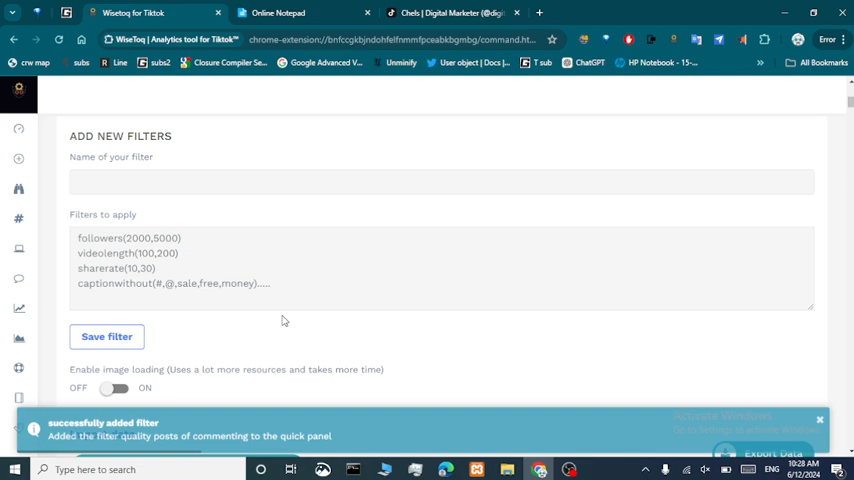 Wisetoq for Tiktok
Online Notepad
Chels | Digital Marketer (@digi
WiseToq | Analytics tool for Tiktok™
chrome-extension://bnfccgkbjndohfelfnmmfpceabkbgmbg/command.ht...
Error
crw map
subs
Line
subs2
Closure Compiler Se...
Google Advanced V...
Unminify
User object | Docs |...
T sub
ChatGPT
HP Notebook - 15-...
All Bookmarks
ADD NEW FILTERS
Name of your filter
Filters to apply
followers(2000,5000)
videolength(100,200)
sharerate(10,30)
captionwithout(#,@,sale,free,money).....
Save filter
Enable image loading (Uses a lot more resources and takes more time)
OFF ON
successfully added filter
Added the filter quality posts of commenting to the quick panel
Activate Windows
Go to Settings to activate Windows.
Export Data
Type here to search
ENG
10:28 AM
6/12/2024
2